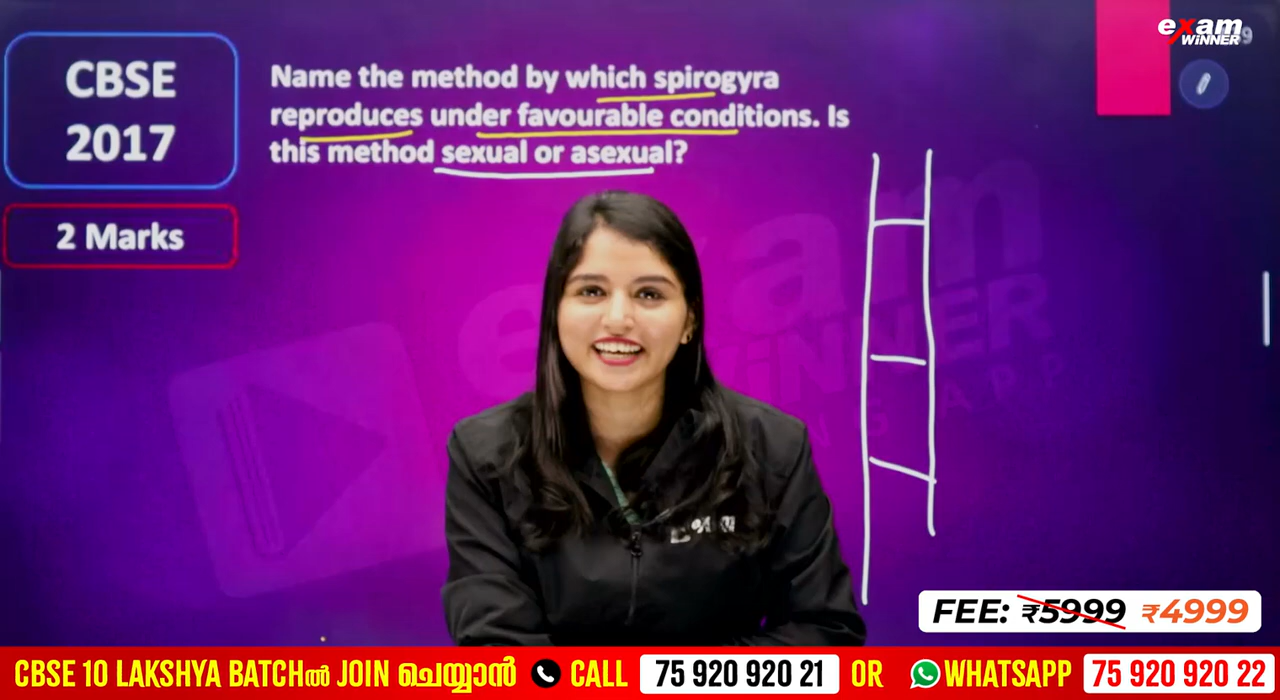 exam
WINNER
CBSE
2017
2 Marks
Name the method by which spirogyra
reproduces under favourable conditions. Is
this method sexual or asexual?
exam
WINNER
FEE: ₹5999 ₹4999
CBSE 10 LAKSHYA BATCHൽ JOIN ചെയ്യാൻ CALL 75 920 920 21 OR WHATSAPP 75 920 920 22